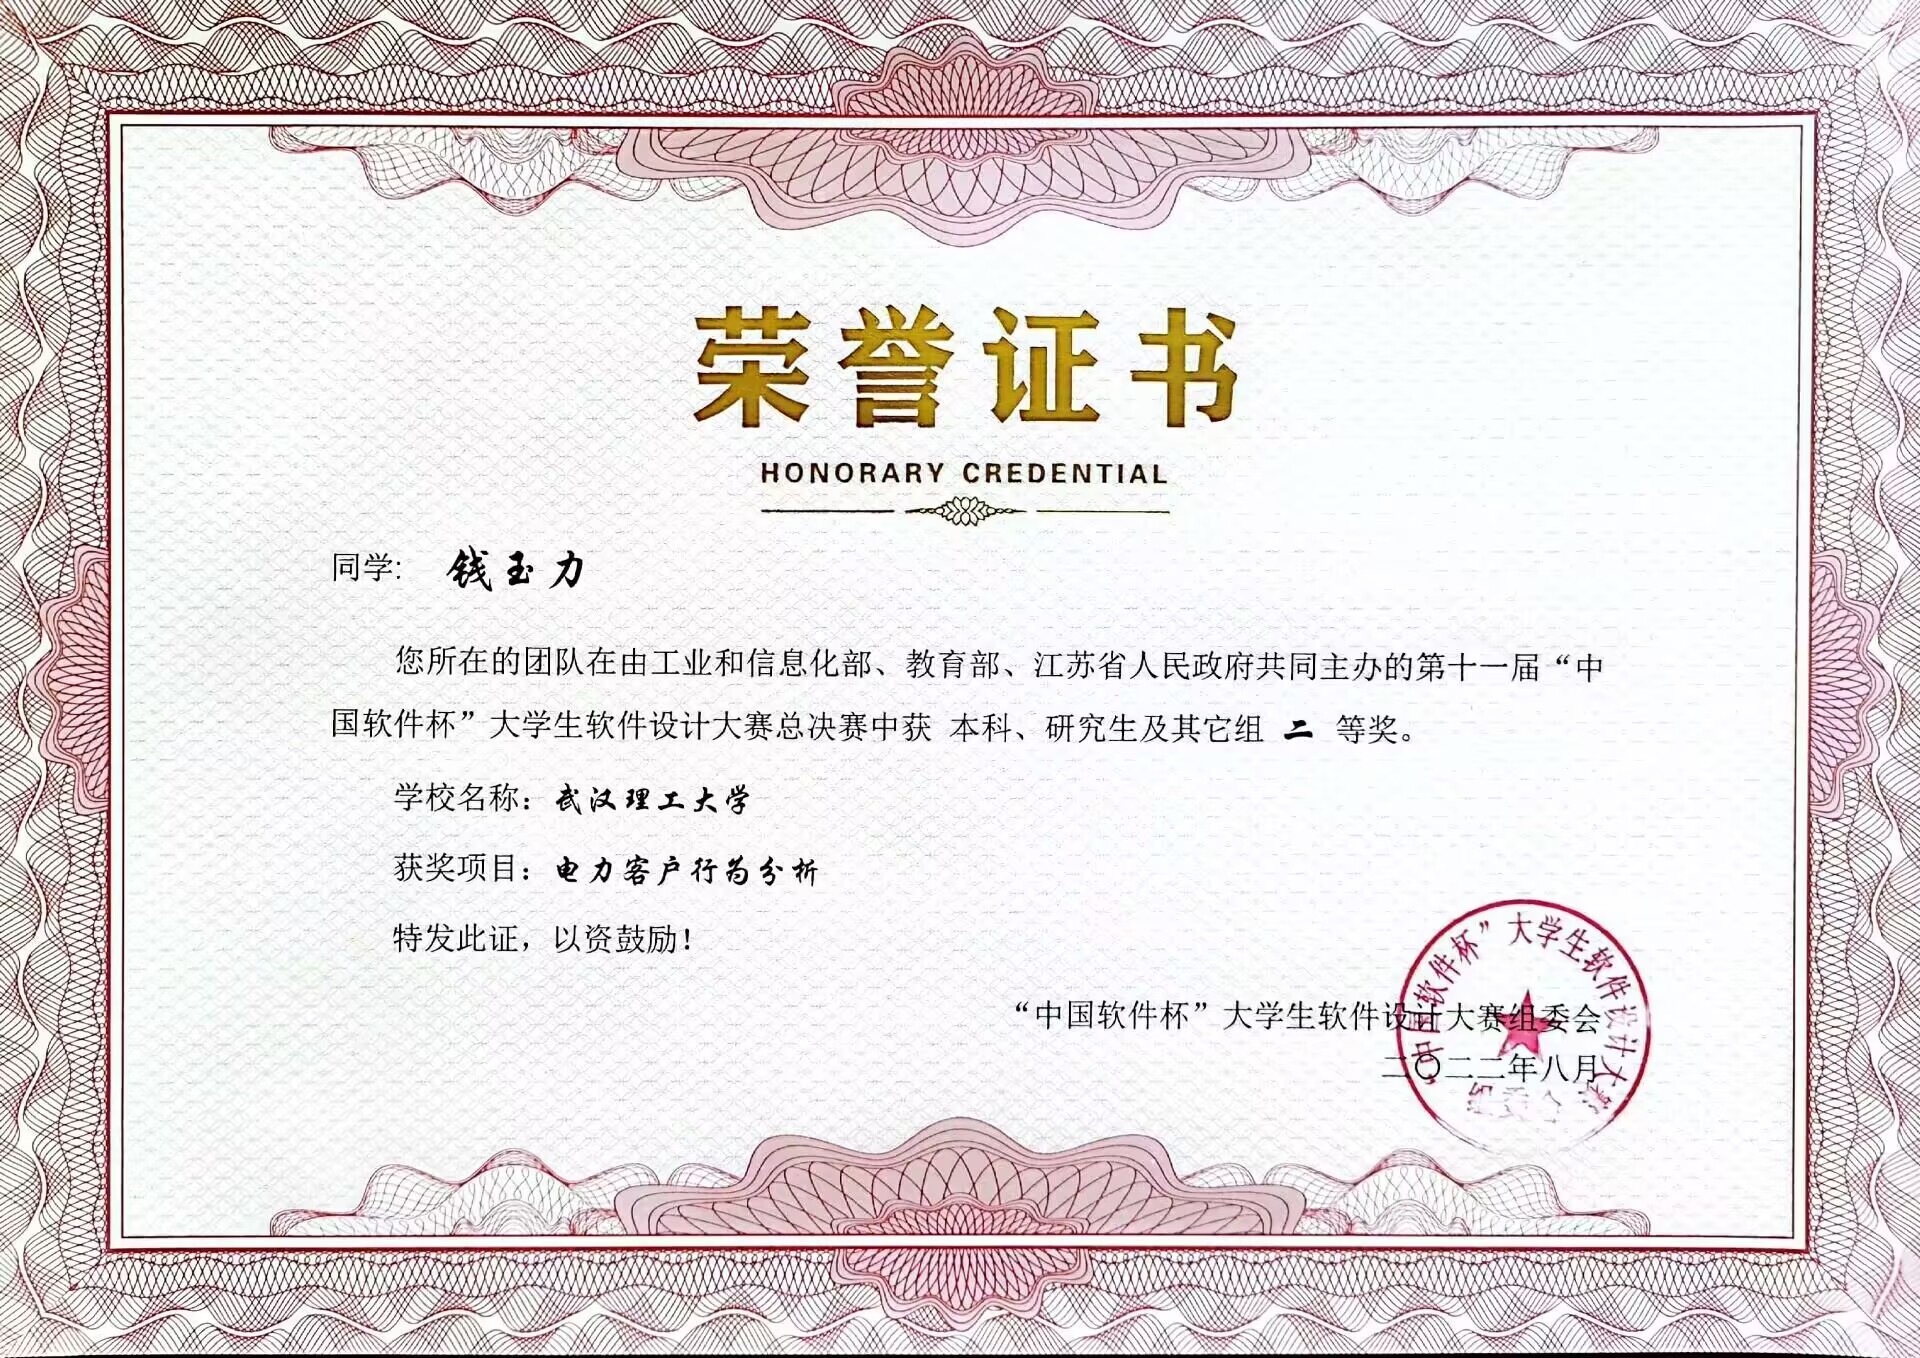 荣誉证书
HONORARY CREDENTIAL
同学: 钱玉力
您所在的团队在由工业和信息化部、教育部、江苏省人民政府共同主办的第十一届“中
国软件杯”大学生软件设计大赛总决赛中获 本科、研究生及其它组 二 等奖。
学校名称：武汉理工大学
获奖项目：电力客户行为分析
特发此证，以资鼓励！
“中国软件杯”大学生软件设计大赛组委会
二〇二二年八月
“中国软件杯”大学生软件设计大赛
组委会